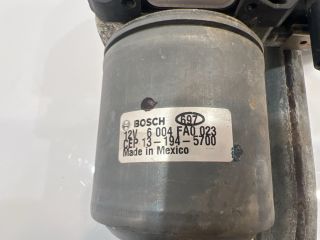 BOSCH 697
12V 6 004 FA0 023
CEP 13-194-5700
Made in Mexico